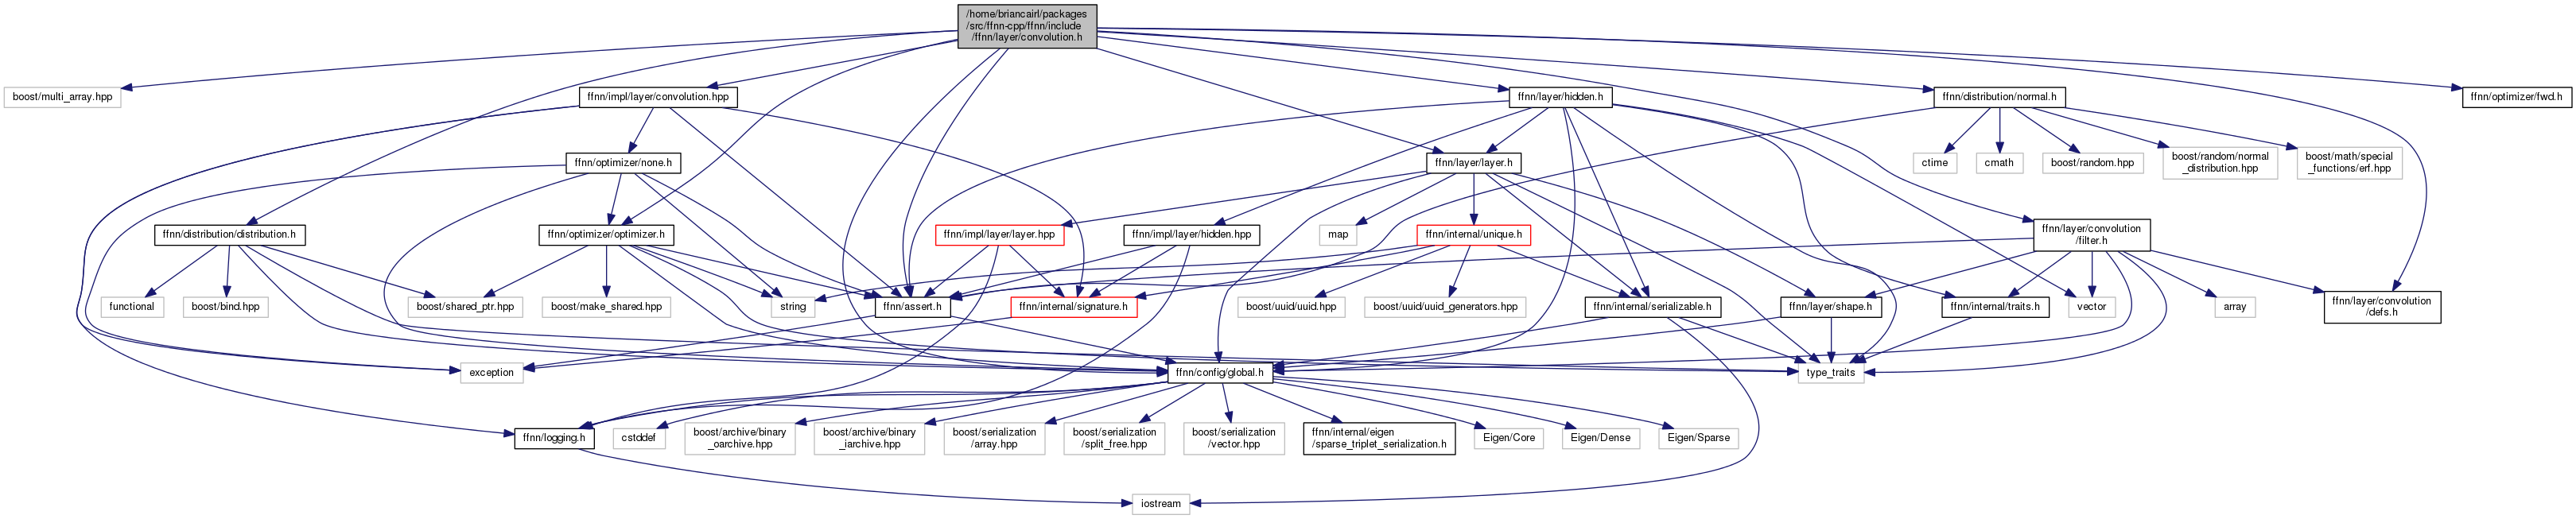 /home/briancairl/packages
/src/ffnn-cpp/ffnn/include
/ffnn/layer/convolution.h
boost/multi_array.hpp
ffnn/impl/layer/convolution.hpp
ffnn/layer/hidden.h
ffnn/distribution/normal.h
ffnn/optimizer/fwd.h
ffnn/optimizer/none.h
ffnn/layer/layer.h
ctime
cmath
boost/random.hpp
boost/random/normal
_distribution.hpp
boost/math/special
_functions/erf.hpp
ffnn/distribution/distribution.h
ffnn/optimizer/optimizer.h
ffnn/impl/layer/layer.hpp
ffnn/impl/layer/hidden.hpp
map
ffnn/internal/unique.h
ffnn/layer/convolution
/filter.h
functional
boost/bind.hpp
boost/shared_ptr.hpp
boost/make_shared.hpp
string
ffnn/assert.h
ffnn/internal/signature.h
boost/uuid/uuid.hpp
boost/uuid/uuid_generators.hpp
ffnn/internal/serializable.h
ffnn/layer/shape.h
ffnn/internal/traits.h
vector
array
ffnn/layer/convolution
/defs.h
exception
ffnn/config/global.h
type_traits
ffnn/logging.h
cstddef
boost/archive/binary
_oarchive.hpp
boost/archive/binary
_iarchive.hpp
boost/serialization
/array.hpp
boost/serialization
/split_free.hpp
boost/serialization
/vector.hpp
ffnn/internal/eigen
/sparse_triplet_serialization.h
Eigen/Core
Eigen/Dense
Eigen/Sparse
iostream